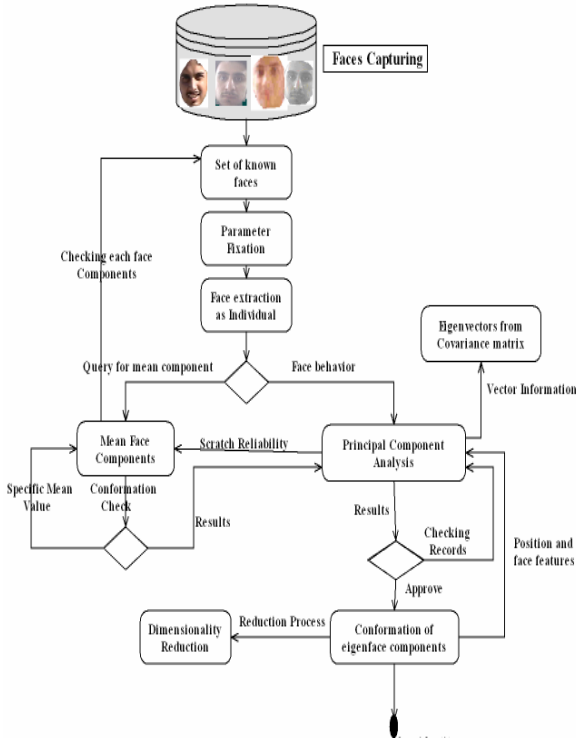 Faces Capturing
Set of known
faces
Parameter
Fixation
Checking each face
Components
Face extraction
as Individual
Eigenvectors from
Covariance matrix
Query for mean component
Face behavior
Vector Information
Mean Face
Components
Scratch Reliability
Principal Component
Analysis
Specific Mean
Value
Conformation
Check
Results
Results
Checking
Records
Position and
face features
Approve
Dimensionality
Reduction
Reduction Process
Conformation of
eigenface components